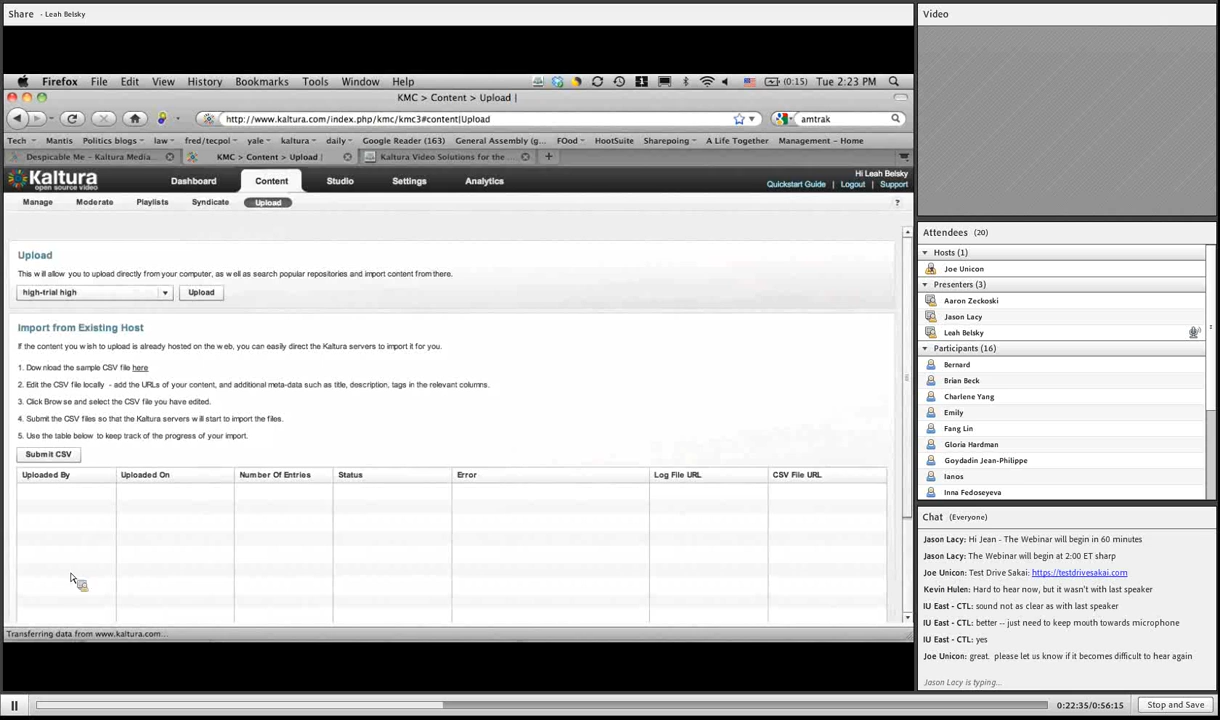 Share - Leah Belsky
Firefox File Edit View History Bookmarks Tools Window Help (0:15) Tue 2:23 PM
KMC > Content > Upload |
http://www.kaltura.com/index.php/kmc/kmc3#content|Upload
amtrak
Tech Mantis Politics blogs law fred/tecpol yale kaltura daily Google Reader (163) General Assembly (g... FOod HootSuite Sharepoing A Life Together Management - Home
Despicable Me - Kaltura Media... KMC > Content > Upload | Kaltura Video Solutions for the ...
Kaltura
open source video
Dashboard Content Studio Settings Analytics
Hi Leah Belsky
Quickstart Guide | Logout | Support
Manage Moderate Playlists Syndicate Upload ?
Upload
This will allow you to upload directly from your computer, as well as search popular repositories and import content from there.
high-trial high Upload
Import from Existing Host
If the content you wish to upload is already hosted on the web, you can easily direct the Kaltura servers to import it for you.
1. Download the sample CSV file here
2. Edit the CSV file locally - add the URLs of your content, and additional meta-data such as title, description, tags in the relevant columns.
3. Click Browse and select the CSV file you have edited.
4. Submit the CSV files so that the Kaltura servers will start to import the files.
5. Use the table below to keep track of the progress of your import.
Submit CSV
Uploaded By Uploaded On Number Of Entries Status Error Log File URL CSV File URL
Transferring data from www.kaltura.com...
Video
Attendees (20)
Hosts (1)
Joe Unicon
Presenters (3)
Aaron Zeckoski
Jason Lacy
Leah Belsky
Participants (16)
Bernard
Brian Beck
Charlene Yang
Emily
Fang Lin
Gloria Hardman
Goydadin Jean-Philippe
Ianos
Inna Fedoseyeva
Chat (Everyone)
Jason Lacy: Hi Jean - The Webinar will begin in 60 minutes
Jason Lacy: The Webinar will begin at 2:00 ET sharp
Joe Unicon: Test Drive Sakai: https://testdrivesakai.com
Kevin Hulen: Hard to hear now, but it wasn't with last speaker
IU East - CTL: sound not as clear as with last speaker
IU East - CTL: better -- just need to keep mouth towards microphone
IU East - CTL: yes
Joe Unicon: great. please let us know if it becomes difficult to hear again
Jason Lacy is typing...
0:22:35/0:56:15 Stop and Save